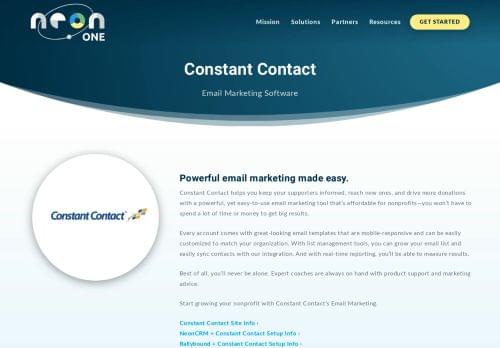 neon
ONE
Mission Solutions Partners Resources GET STARTED
Constant Contact
Email Marketing Software
Constant Contact
Powerful email marketing made easy.
Constant Contact helps you keep your supporters informed, reach new ones, and drive more donations
with a powerful, yet easy-to-use email marketing tool that's affordable for nonprofits—you won't have to
spend a lot of time or money to get big results.
Every account comes with great-looking email templates that are mobile-responsive and can be easily
customized to match your organization. With list management tools, you can grow your email list and
easily sync contacts with our integration. And with real-time reporting, you'll be able to measure results.
Best of all, you'll never be alone. Expert coaches are always on hand with product support and marketing
advice.
Start growing your nonprofit with Constant Contact's Email Marketing.
Constant Contact Site Info ›
NeonCRM + Constant Contact Setup Info ›
Rallybound + Constant Contact Setup Info ›